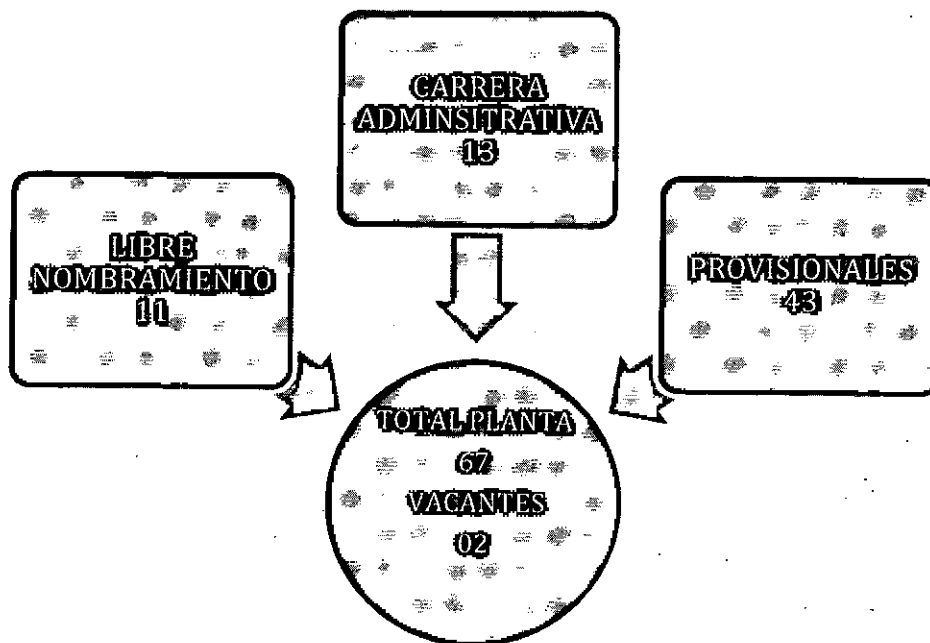 CARRERA
ADMINSITRATIVA
13
LIBRE
NOMBRAMIENTO
11
PROVISIONALES
43
TOTAL PLANTA
67
VACANTES
02